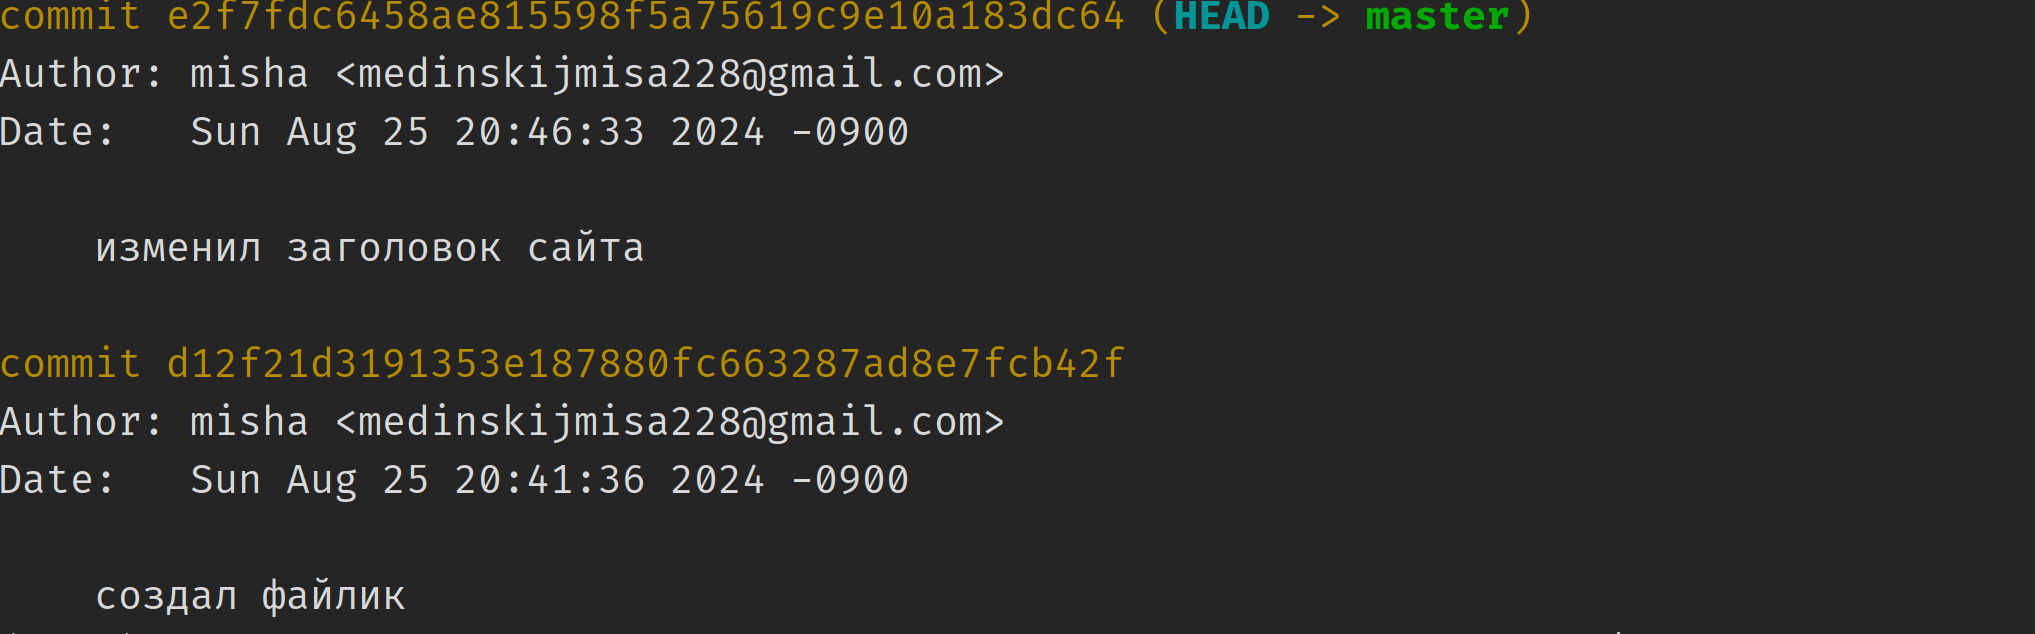 commit e2f7fdc6458ae815598f5a75619c9e10a183dc64 (HEAD -> master)
Author: misha <medinskijmisa228@gmail.com>
Date:   Sun Aug 25 20:46:33 2024 -0900
изменил заголовок сайта
commit d12f21d3191353e187880fc663287ad8e7fcb42f
Author: misha <medinskijmisa228@gmail.com>
Date:   Sun Aug 25 20:41:36 2024 -0900
создал файлик